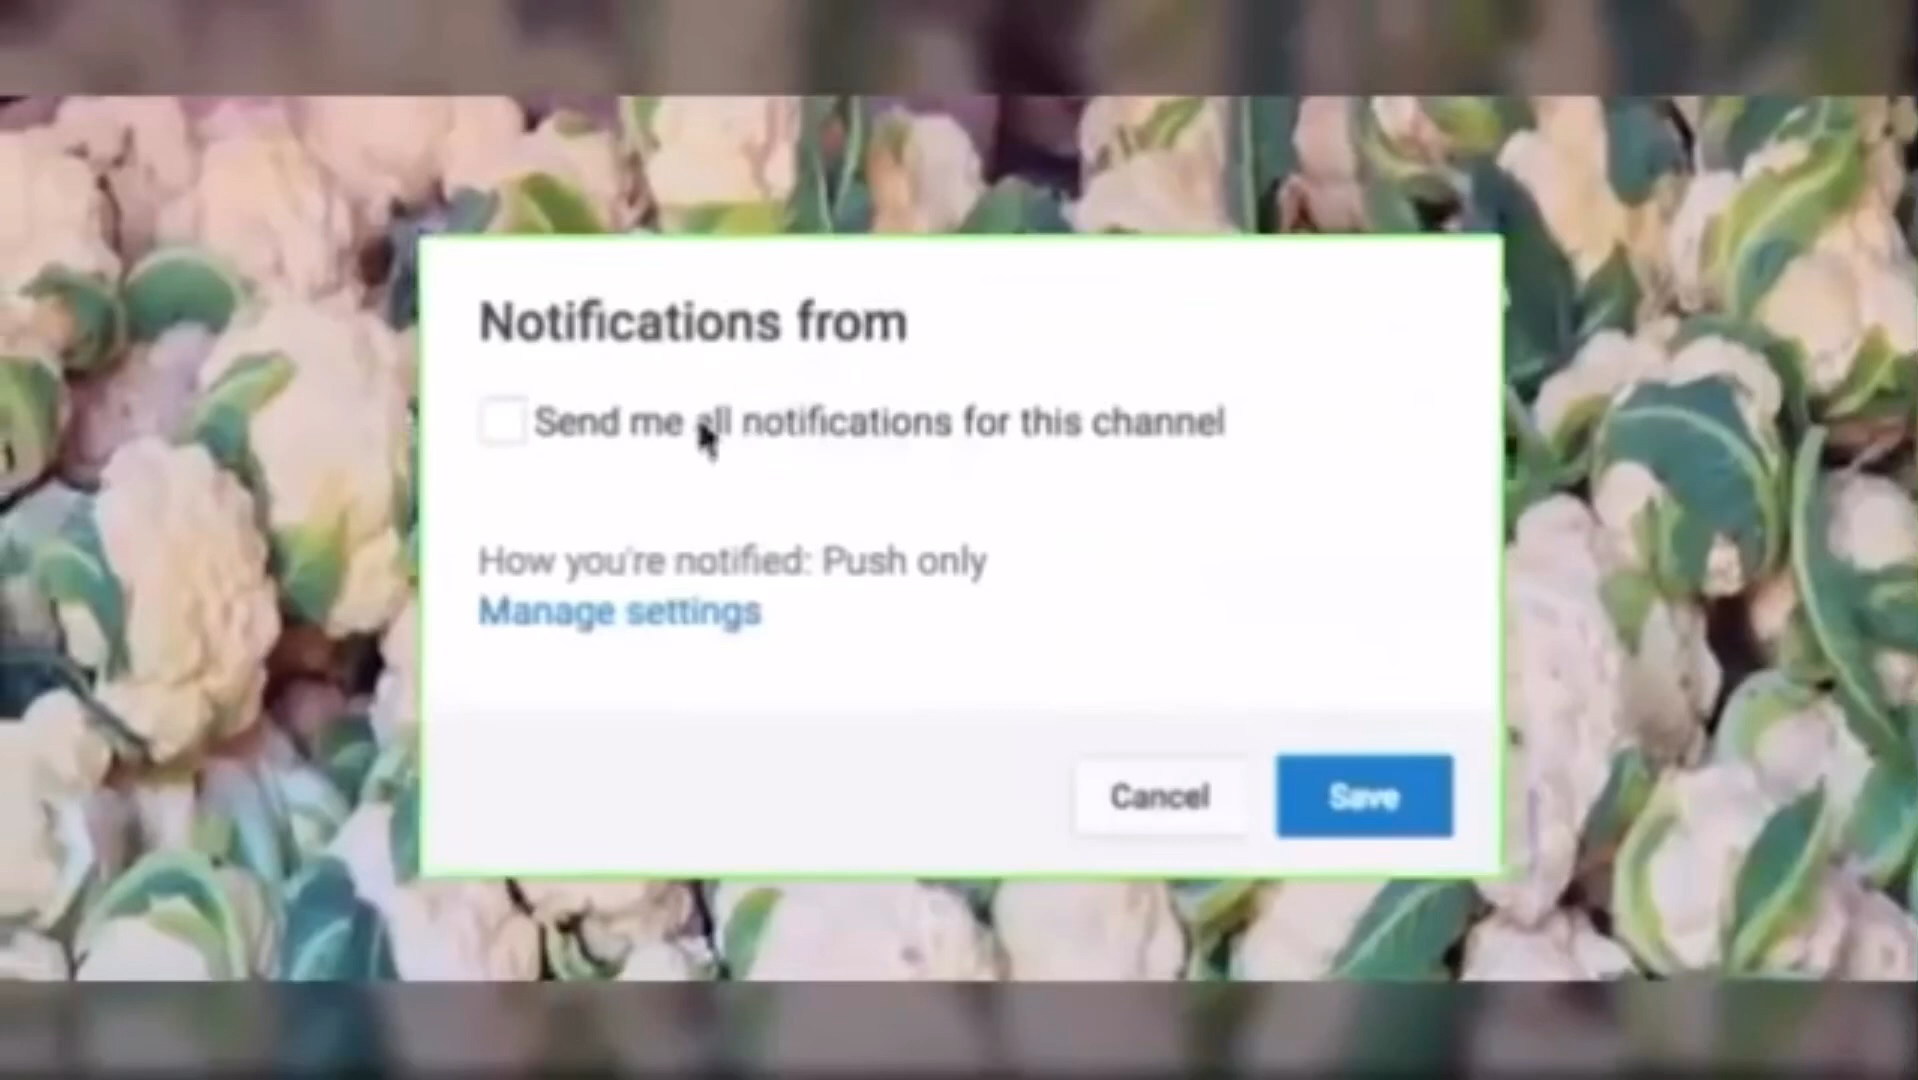 Notifications from
Send me all notifications for this channel
How you're notified: Push only
Manage settings
Cancel
Save